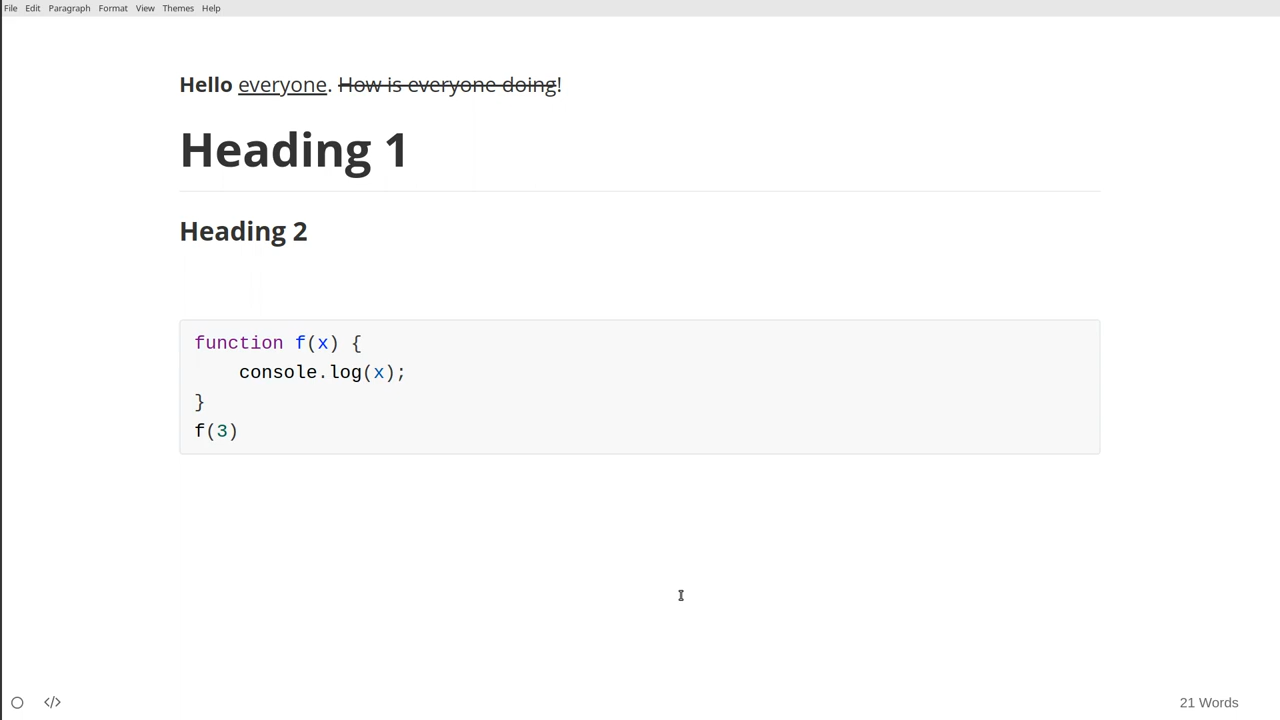 File Edit Paragraph Format View Themes Help
Hello everyone. How is everyone doing!
Heading 1
Heading 2
function f(x) {
    console.log(x);
}
f(3)
</> 21 Words